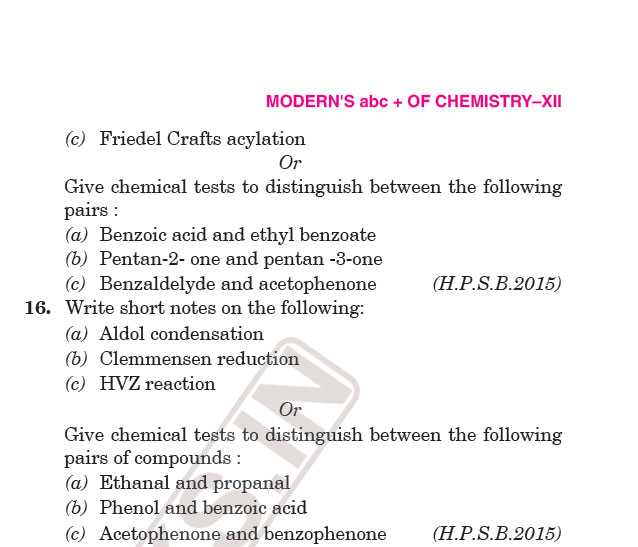 MODERN'S abc + OF CHEMISTRY–XII
(c) Friedel Crafts acylation
Or
Give chemical tests to distinguish between the following
pairs :
(a) Benzoic acid and ethyl benzoate
(b) Pentan-2- one and pentan -3-one
(c) Benzaldelyde and acetophenone (H.P.S.B.2015)
16. Write short notes on the following:
(a) Aldol condensation
(b) Clemmensen reduction
(c) HVZ reaction
Or
Give chemical tests to distinguish between the following
pairs of compounds :
(a) Ethanal and propanal
(b) Phenol and benzoic acid
(c) Acetophenone and benzophenone (H.P.S.B.2015)